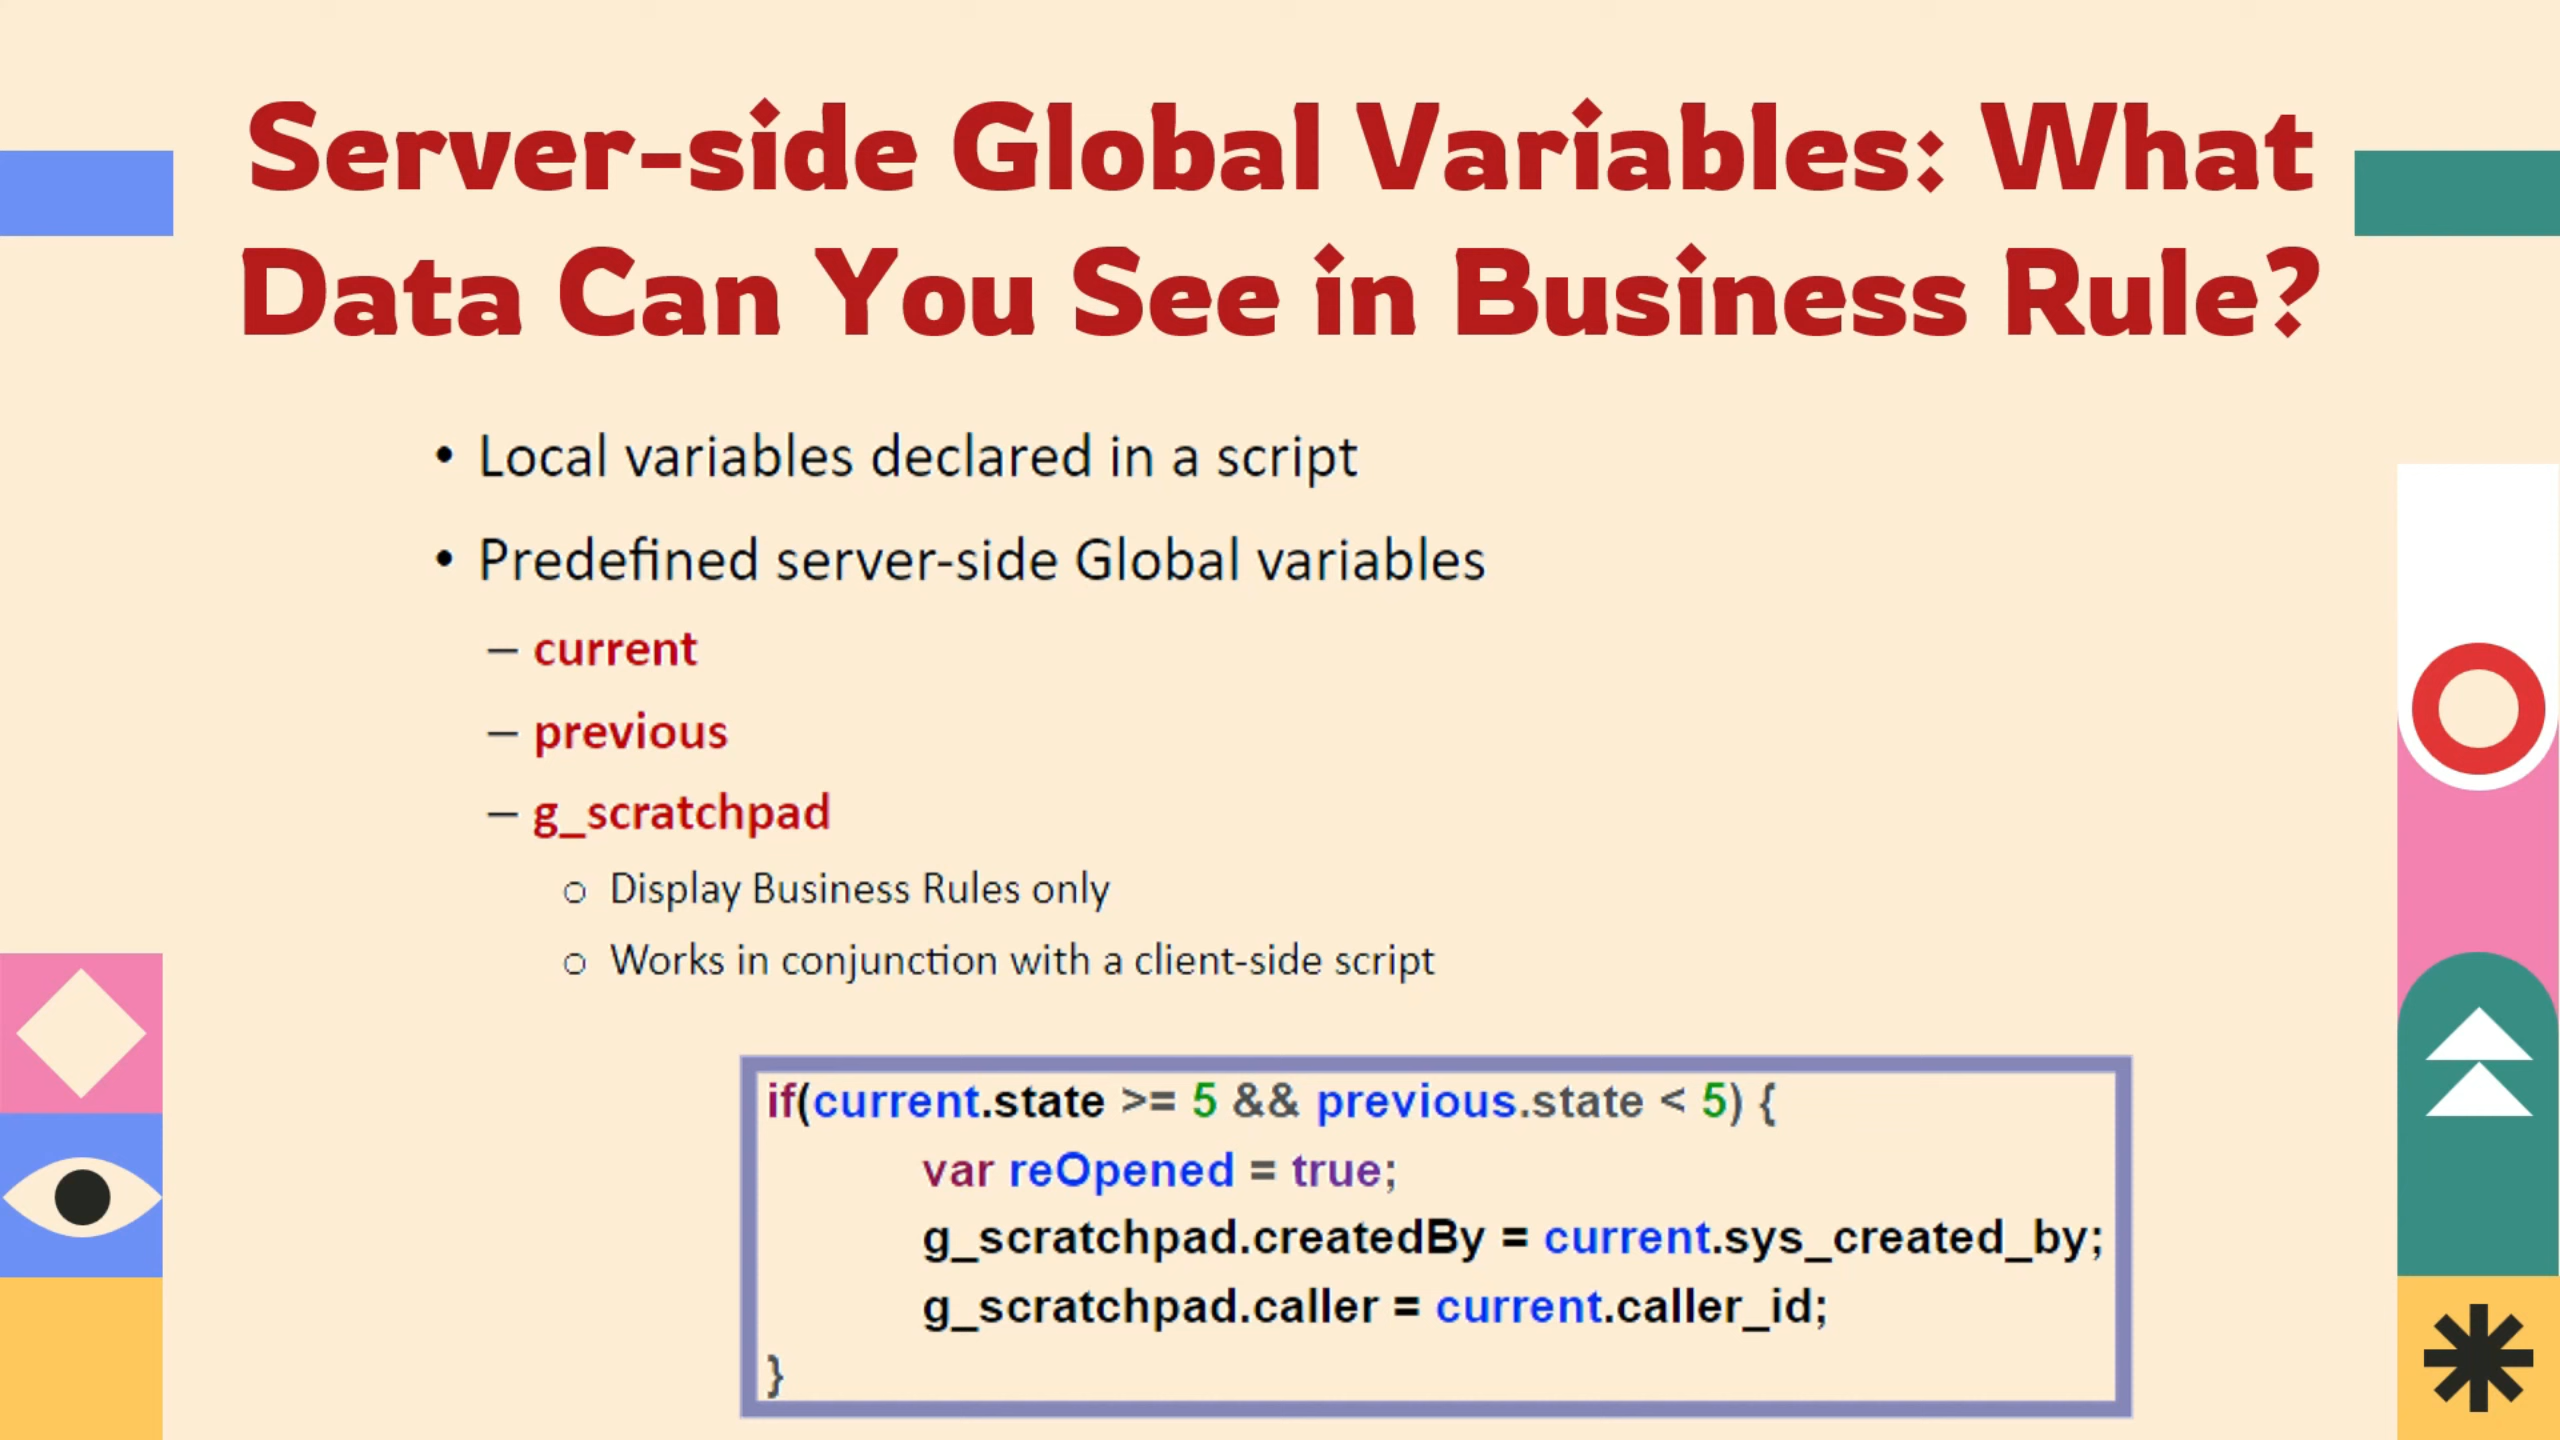 Server-side Global Variables: What
Data Can You See in Business Rule?
• Local variables declared in a script
• Predefined server-side Global variables
– current
– previous
– g_scratchpad
o Display Business Rules only
o Works in conjunction with a client-side script
if(current.state >= 5 && previous.state < 5) {
var reOpened = true;
g_scratchpad.createdBy = current.sys_created_by;
g_scratchpad.caller = current.caller_id;
}